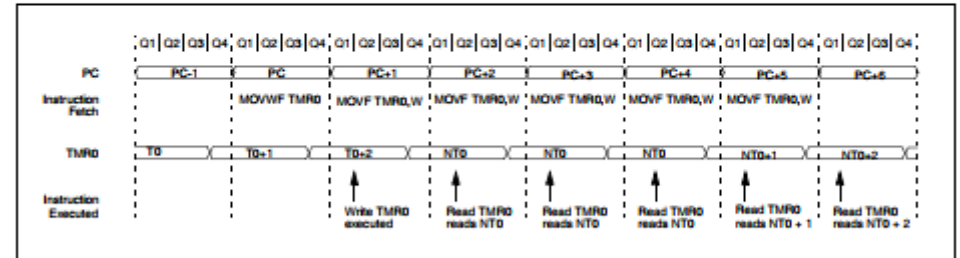 Q1 Q2 Q3 Q4 Q1 Q2 Q3 Q4 Q1 Q2 Q3 Q4 Q1 Q2 Q3 Q4 Q1 Q2 Q3 Q4 Q1 Q2 Q3 Q4 Q1 Q2 Q3 Q4 Q1 Q2 Q3 Q4
PC PC-1 PC PC+1 PC+2 PC+3 PC+4 PC+5 PC+6
Instruction
Fetch
MOVWF TMR0 MOVF TMR0,W MOVF TMR0,W MOVF TMR0,W MOVF TMR0,W MOVF TMR0,W
TMR0 T0 T0+1 T0+2 NT0 NT0 NT0 NT0+1 NT0+2
Instruction
Executed
Write TMR0 Read TMR0 Read TMR0 Read TMR0 Read TMR0 Read TMR0
executed reads NT0 reads NT0 reads NT0 reads NT0 + 1 reads NT0 + 2